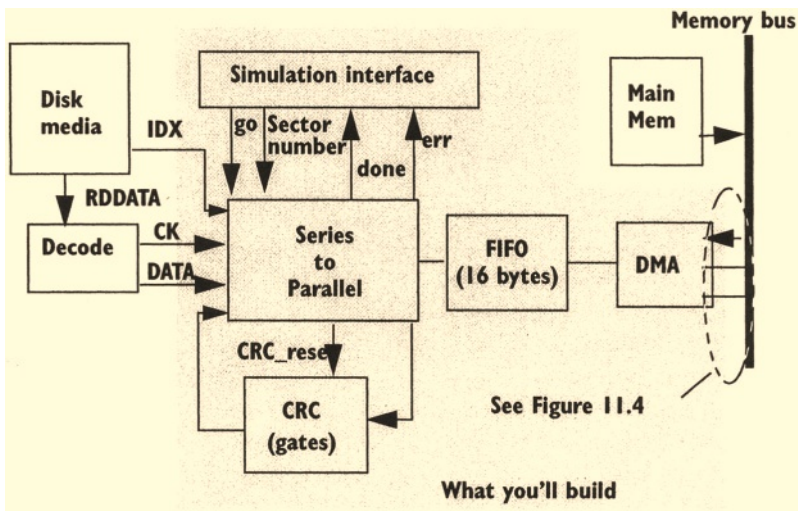 Memory bus
Disk
media
IDX
Simulation interface
go
Sector
number
done
err
Main
Mem
RDDATA
Decode
CK
DATA
Series
to
Parallel
FIFO
(16 bytes)
DMA
CRC_rese
CRC
(gates)
See Figure 11.4
What you'll build